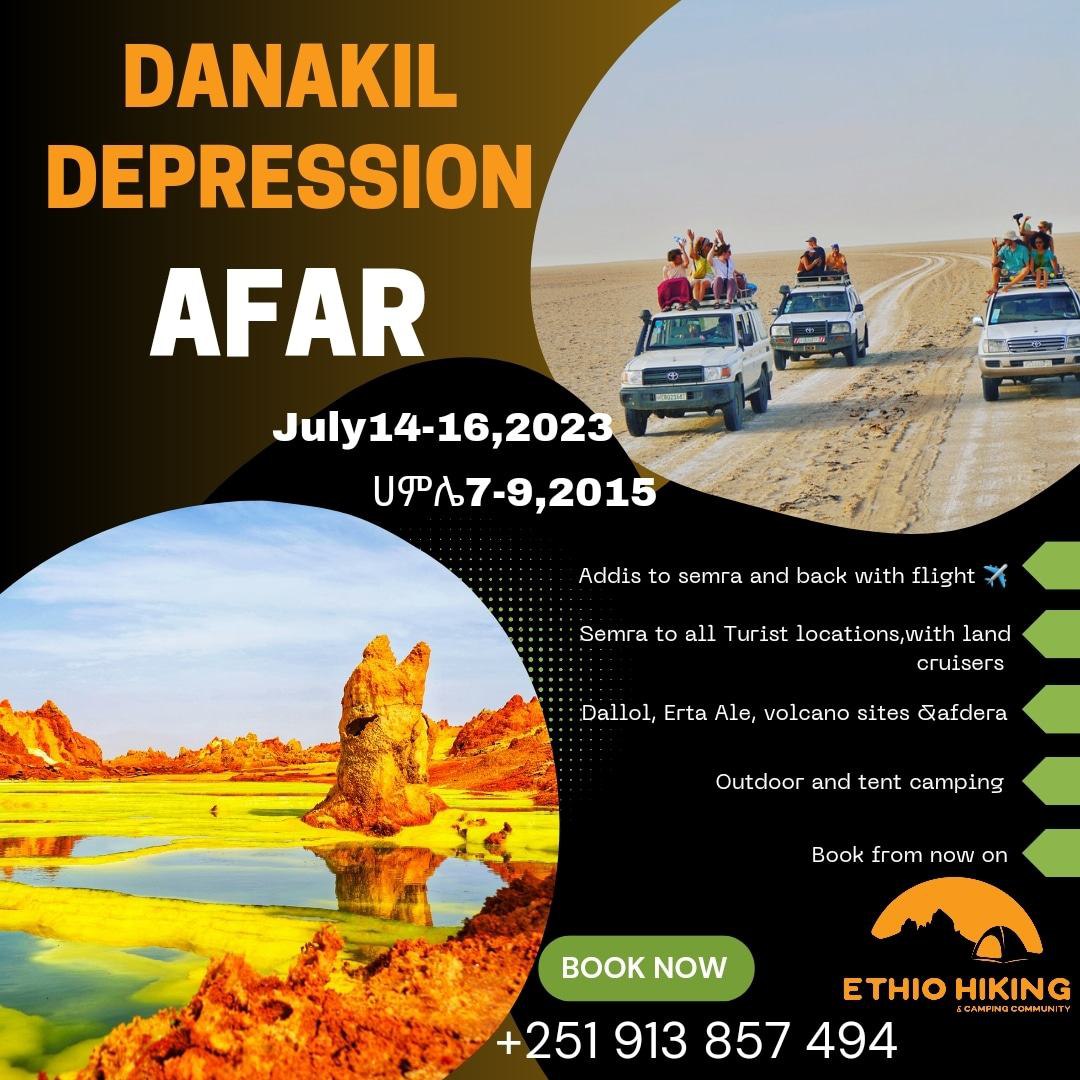 DANAKIL
DEPRESSION
AFAR
July14-16,2023
ሀምሌ7-9,2015
Addis to semra and back with flight ✈️
Semra to all Turist locations,with land
cruisers
Dallol, Erta Ale, volcano sites &afdera
Outdoor and tent camping
Book from now on
BOOK NOW
ETHIO HIKING
& CAMPING COMMUNITY
+251 913 857 494